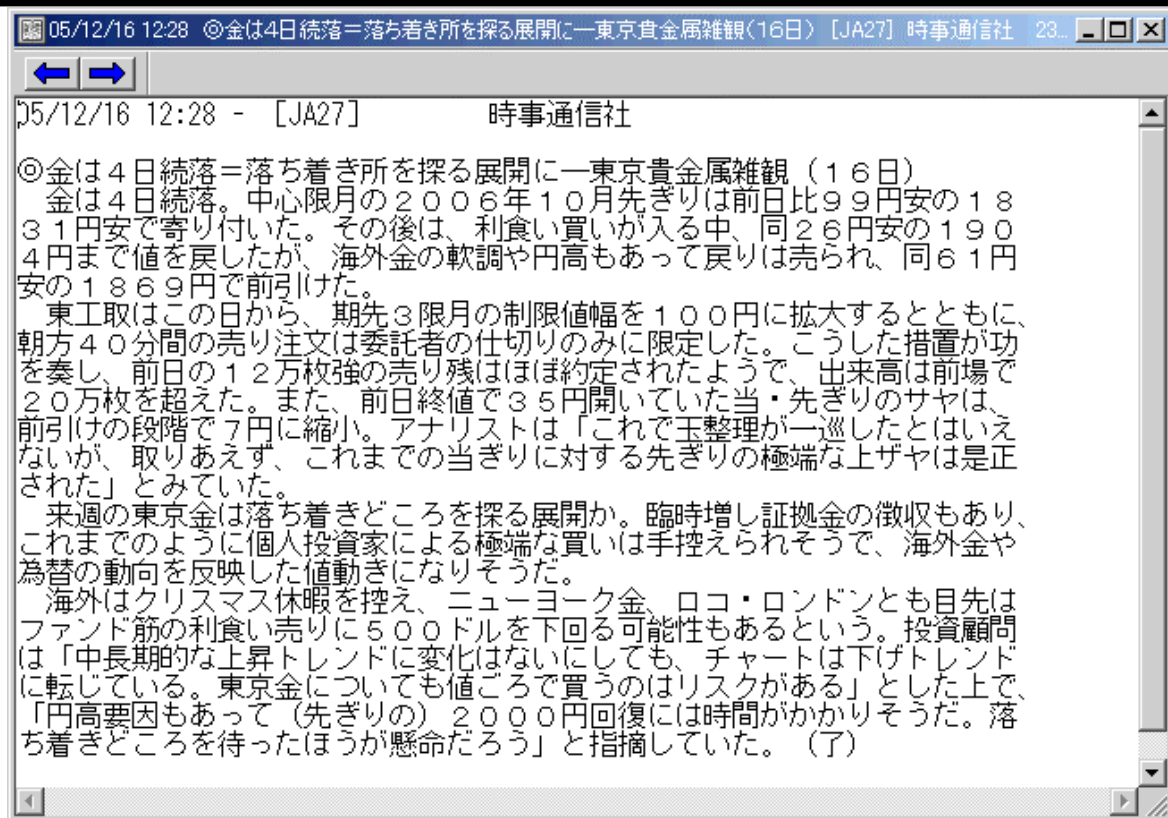 05/12/16 12:28 ◎金は4日続落＝落ち着き所を探る展開に―東京貴金属雑観(16日) [JA27] 時事通信社 23...
05/12/16 12:28 - [JA27] 時事通信社
◎金は４日続落＝落ち着き所を探る展開に―東京貴金属雑観（１６日）
　金は４日続落。中心限月の２００６年１０月先ぎりは前日比９９円安の１８
３１円安で寄り付いた。その後は、利食い買いが入る中、同２６円安の１９０
４円まで値を戻したが、海外金の軟調や円高もあって戻りは売られ、同６１円
安の１８６９円で前引けた。
　東工取はこの日から、期先３限月の制限値幅を１００円に拡大するとともに、
朝方４０分間の売り注文は委託者の仕切りのみに限定した。こうした措置が功
を奏し、前日の１２万枚強の売り残はほぼ約定されたようで、出来高は前場で
２０万枚を超えた。また、前日終値で３５円開いていた当・先ぎりのサヤは、
前引けの段階で７円に縮小。アナリストは「これで玉整理が一巡したとはいえ
ないが、取りあえず、これまでの当ぎりに対する先ぎりの極端な上ザヤは是正
された」とみていた。
　来週の東京金は落ち着きどころを探る展開か。臨時増し証拠金の徴収もあり、
これまでのように個人投資家による極端な買いは手控えられそうで、海外金や
為替の動向を反映した値動きになりそうだ。
　海外はクリスマス休暇を控え、ニューヨーク金、ロコ・ロンドンとも目先は
ファンド筋の利食い売りに５００ドルを下回る可能性もあるという。投資顧問
は「中長期的な上昇トレンドに変化はないにしても、チャートは下げトレンド
に転じている。東京金についても値ごろで買うのはリスクがある」とした上で、
「円高要因もあって（先ぎりの）２０００円回復には時間がかかりそうだ。落
ち着きどころを待ったほうが懸命だろう」と指摘していた。（了）